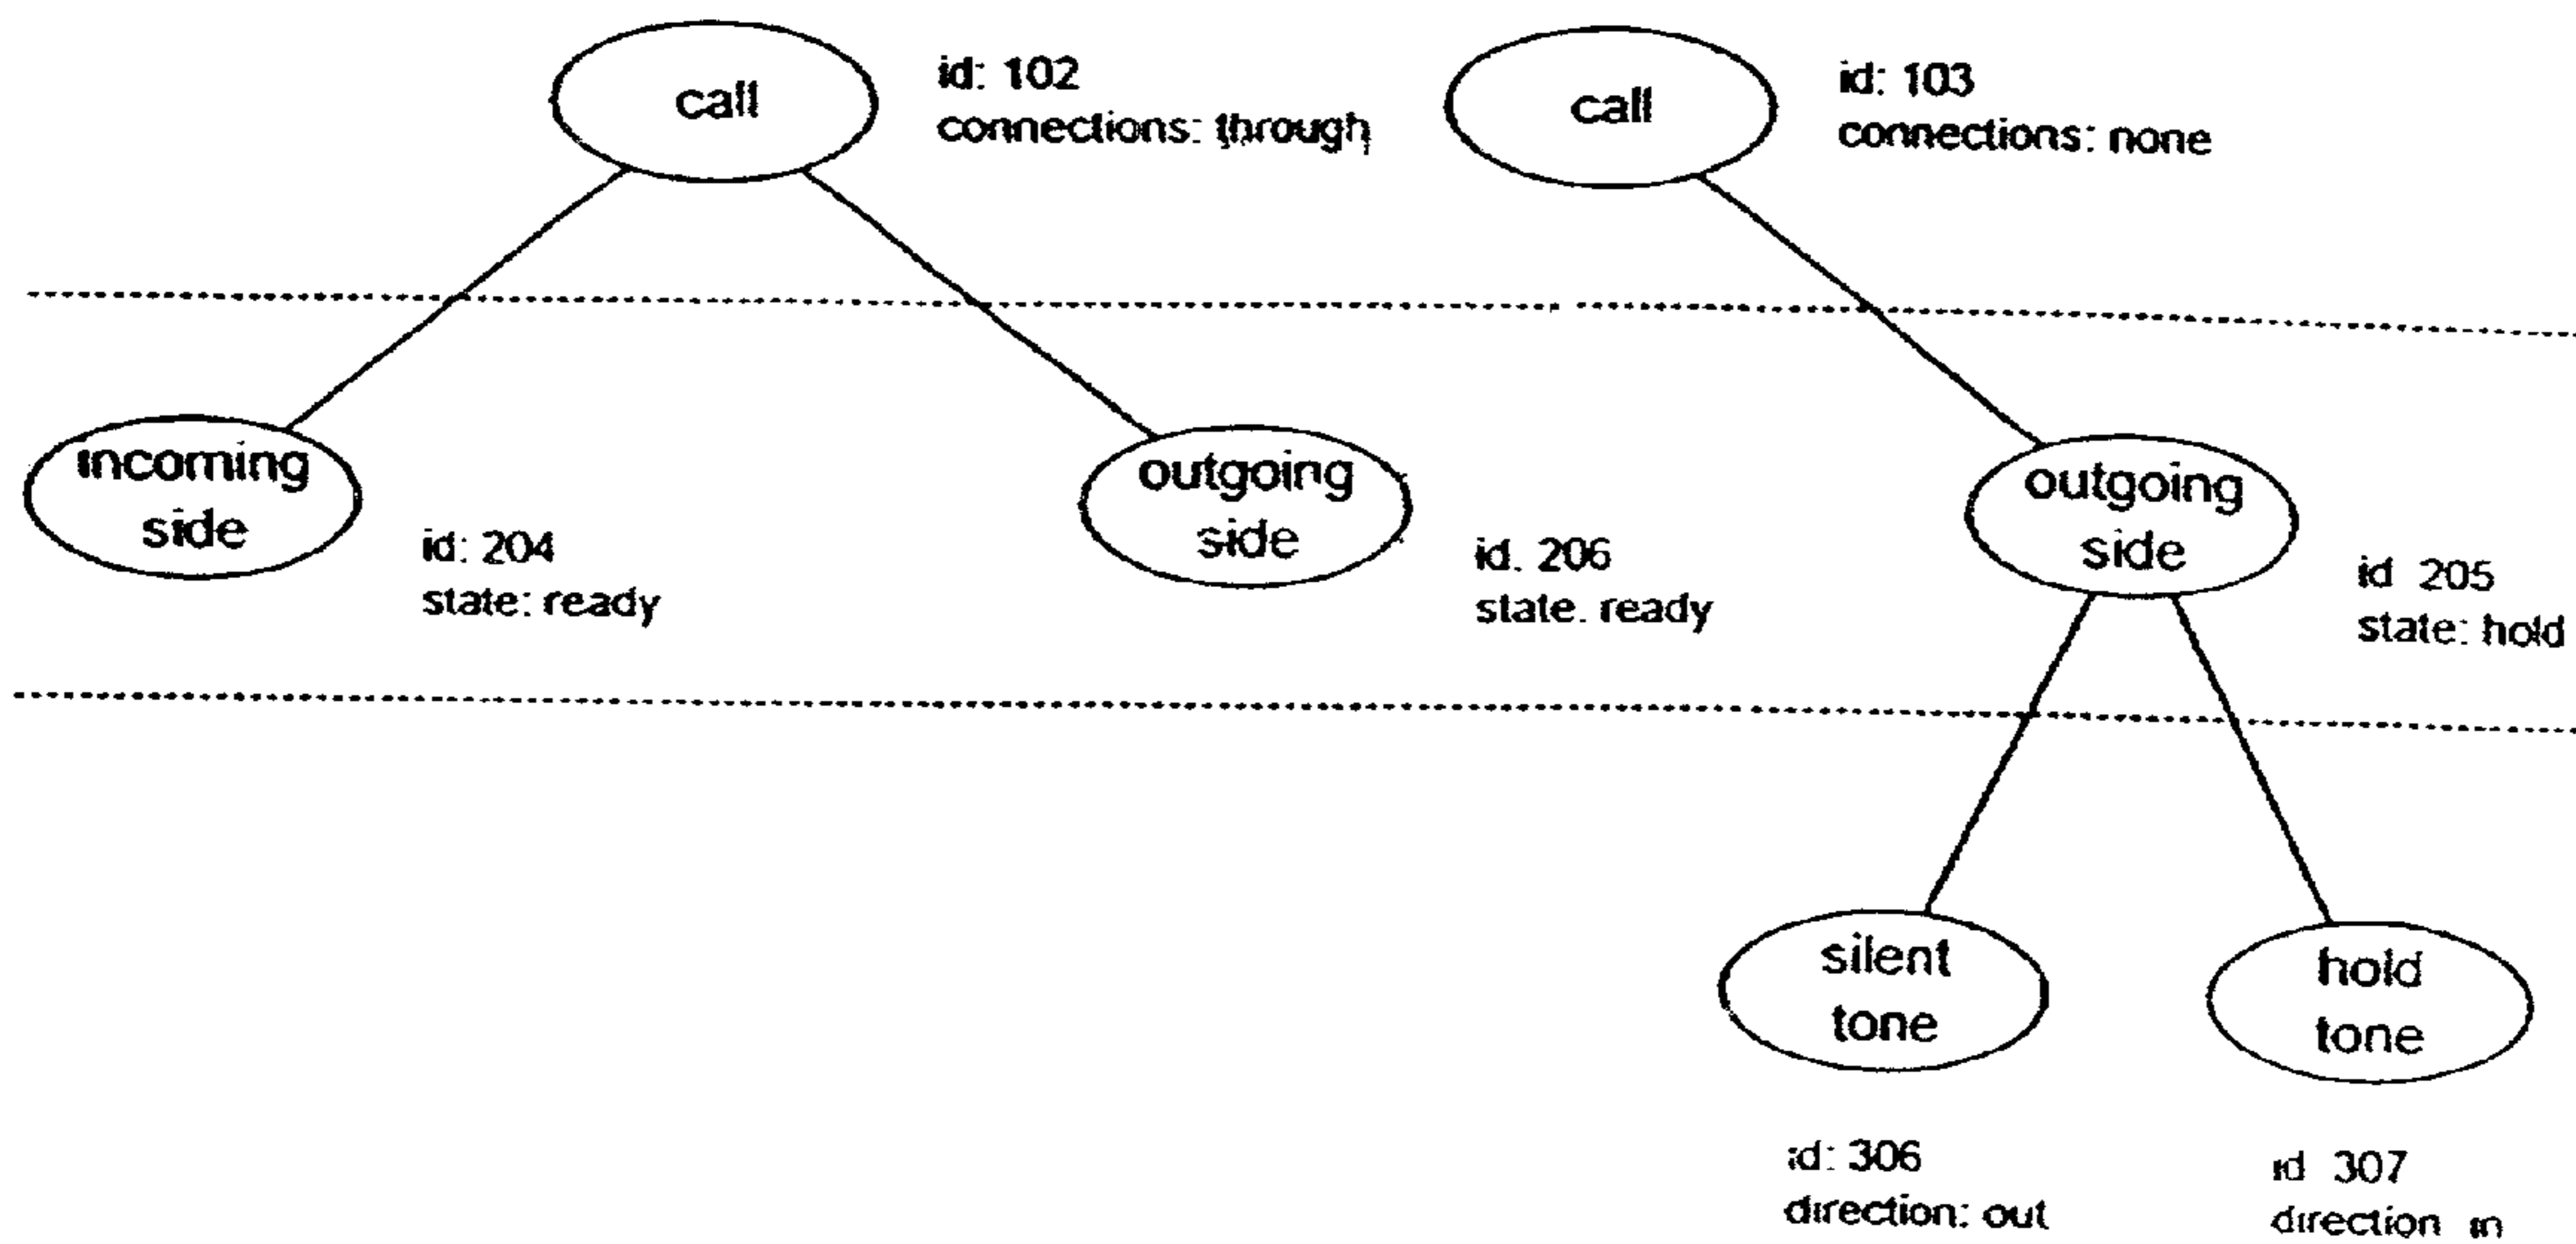 call
id: 102
connections: through
call
id: 103
connections: none
incoming
side
id: 204
state: ready
outgoing
side
id. 206
state. ready
outgoing
side
id 205
state: hold
silent
tone
hold
tone
id: 306
direction: out
id 307
direction in